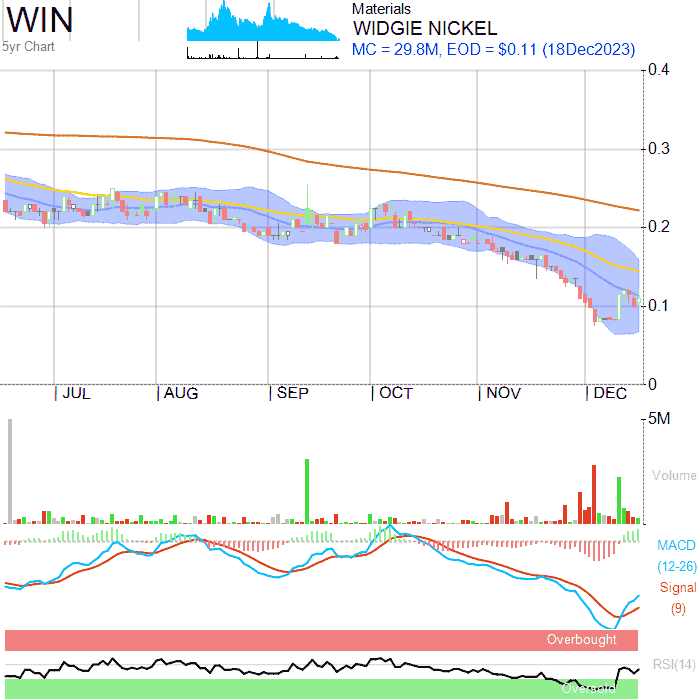 WIN
5yr Chart
Materials
WIDGIE NICKEL
MC = 29.8M, EOD = $0.11 (18Dec2023)
0.4
0.3
0.2
0.1
0
JUL
AUG
SEP
OCT
NOV
DEC
5M
Volume
MACD
(12-26)
Signal
(9)
Overbought
RSI(14)
Oversold